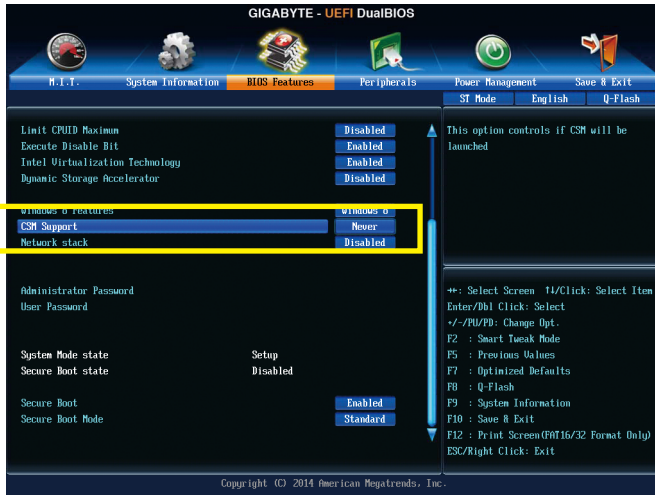 GIGABYTE - UEFI DualBIOS
M.I.T. System Information BIOS Features Peripherals Power Management Save & Exit
ST Mode English Q-Flash
Limit CPUID Maximum Disabled
Execute Disable Bit Enabled
Intel Virtualization Technology Enabled
Dynamic Storage Accelerator Disabled
Windows 8 Features Windows 8
CSM Support Never
Network stack Disabled
Administrator Password
User Password
System Mode state Setup
Secure Boot state Disabled
Secure Boot Enabled
Secure Boot Mode Standard
This option controls if CSM will be
launched
→←: Select Screen ↑↓/Click: Select Item
Enter/Dbl Click: Select
+/-/PU/PD: Change Opt.
F2 : Smart Tweak Mode
F5 : Previous Values
F7 : Optimized Defaults
F8 : Q-Flash
F9 : System Information
F10 : Save & Exit
F12 : Print Screen(FAT16/32 Format Only)
ESC/Right Click: Exit
Copyright (C) 2014 American Megatrends, Inc.